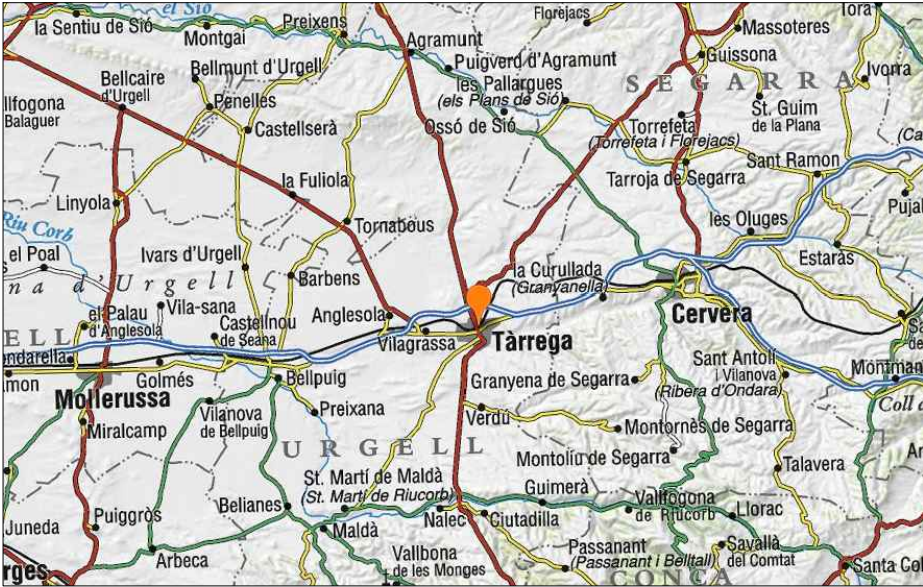 la Sentiu de Sió
Montgai
el Sió
Preixens
Agramunt
Florejacs
Massoteres
Torà
Bellcaire
d'Urgell
Bellmunt d'Urgell
Puigverd d'Agramunt
Guissona
SEGARRA
Ivorra
llfogona
Balaguer
Penelles
les Pallargues
(els Plans de Sió)
St. Guim
de la Plana
Castellserà
Ossó de Sió
Torrefeta
(Torrefeta i Florejacs)
Sant Ramon
Linyola
la Fuliola
Tarroja de Segarra
Riu Corb
Tornabous
les Oluges
Pujal
el Poal
Ivars d'Urgell
Barbens
la Curullada
(Granyanella)
Estaràs
na d'Urgell
Vila-sana
el Palau
d'Anglesola
Castellnou
de Seana
Anglesola
Cervera
ELL
Vilagrassa
Tàrrega
ondarella
Golmés
Bellpuig
Granyena de Segarra
Sant Antolí
i Vilanova
(Ribera d'Ondara)
Montman
Mollerussa
Vilanova
de Bellpuig
Preixana
Verdú
Coll d
Miralcamp
URGELL
Montornès de Segarra
Montoliu de Segarra
Talavera
St. Martí de Maldà
(St. Martí de Riucorb)
Guimerà
Puiggròs
Belianes
Nalec
Ciutadilla
Vallfogona
de Riucorb
Llorac
Juneda
Maldà
Arbeca
Vallbona
de les Monges
Passanant
(Passanant i Belltall)
Savallà
del Comtat
rges
CONCA
Santa Co